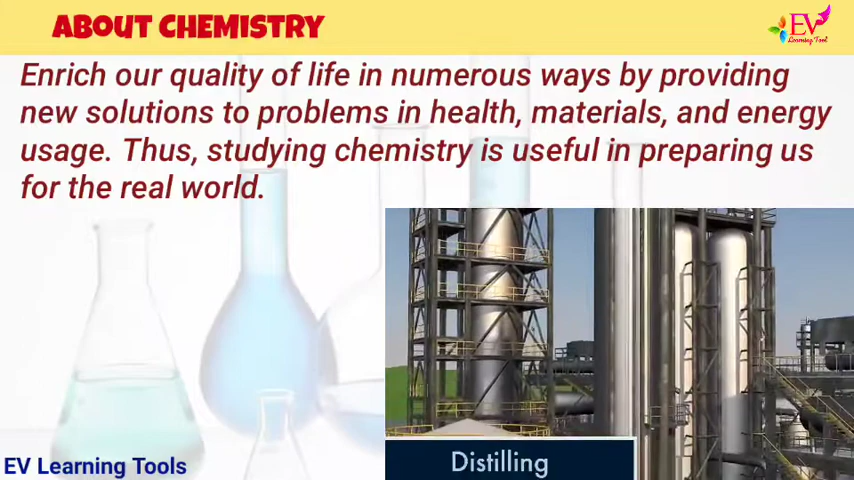 ABOUT CHEMISTRY
EV
Learning Tool
Enrich our quality of life in numerous ways by providing
new solutions to problems in health, materials, and energy
usage. Thus, studying chemistry is useful in preparing us
for the real world.
Distilling
EV Learning Tools